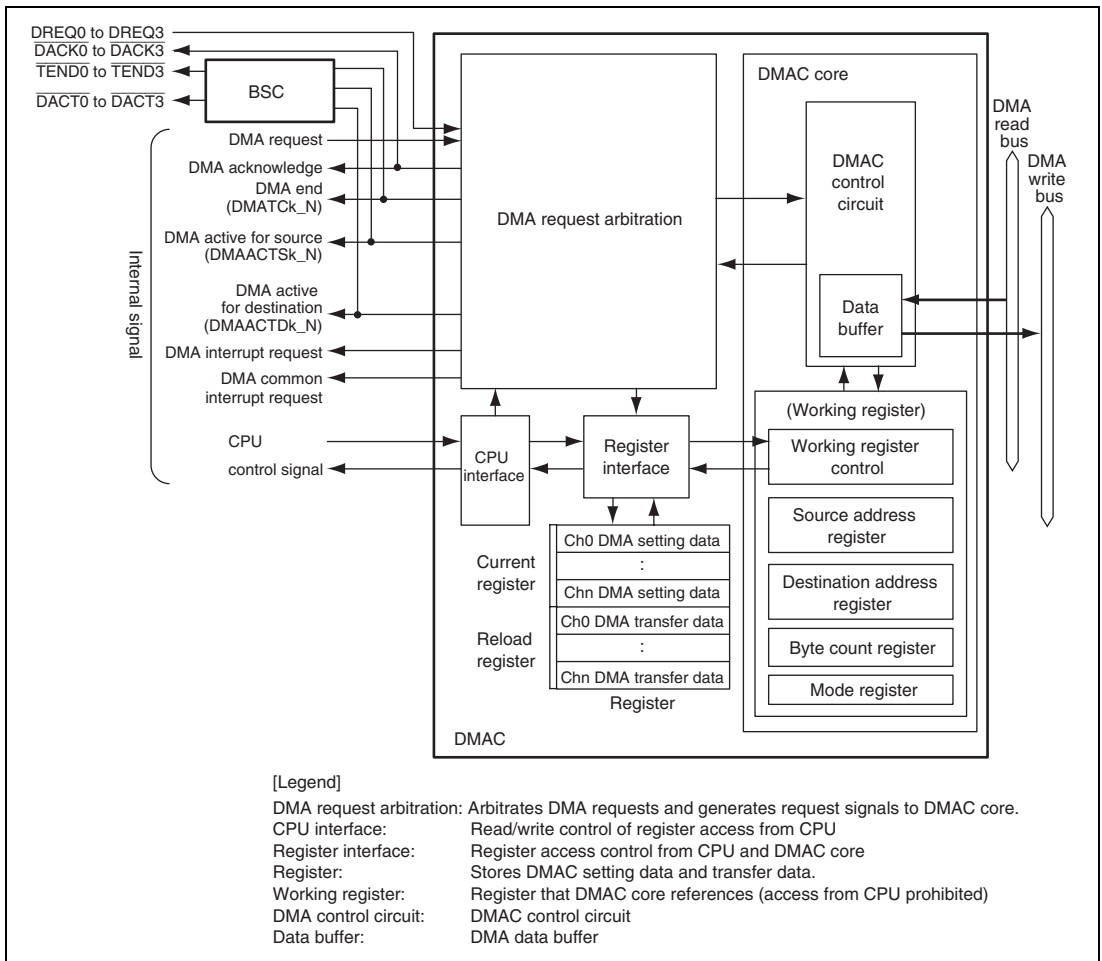 DREQ0 to DREQ3
DACK0 to DACK3
TEND0 to TEND3
DACT0 to DACT3
BSC
Internal signal
DMA request
DMA acknowledge
DMA end
(DMATCk_N)
DMA active for source
(DMAACTSk_N)
DMA active
for destination
(DMAACTDk_N)
DMA interrupt request
DMA common
interrupt request
CPU
control signal
DMA request arbitration
CPU
interface
Register
interface
Current
register
Reload
register
Ch0 DMA setting data
:
Chn DMA setting data
Ch0 DMA transfer data
:
Chn DMA transfer data
Register
DMAC
DMAC core
DMAC
control
circuit
Data
buffer
(Working register)
Working register
control
Source address
register
Destination address
register
Byte count register
Mode register
DMA
read
bus
DMA
write
bus
[Legend]
DMA request arbitration: Arbitrates DMA requests and generates request signals to DMAC core.
CPU interface: Read/write control of register access from CPU
Register interface: Register access control from CPU and DMAC core
Register: Stores DMAC setting data and transfer data.
Working register: Register that DMAC core references (access from CPU prohibited)
DMA control circuit: DMAC control circuit
Data buffer: DMA data buffer